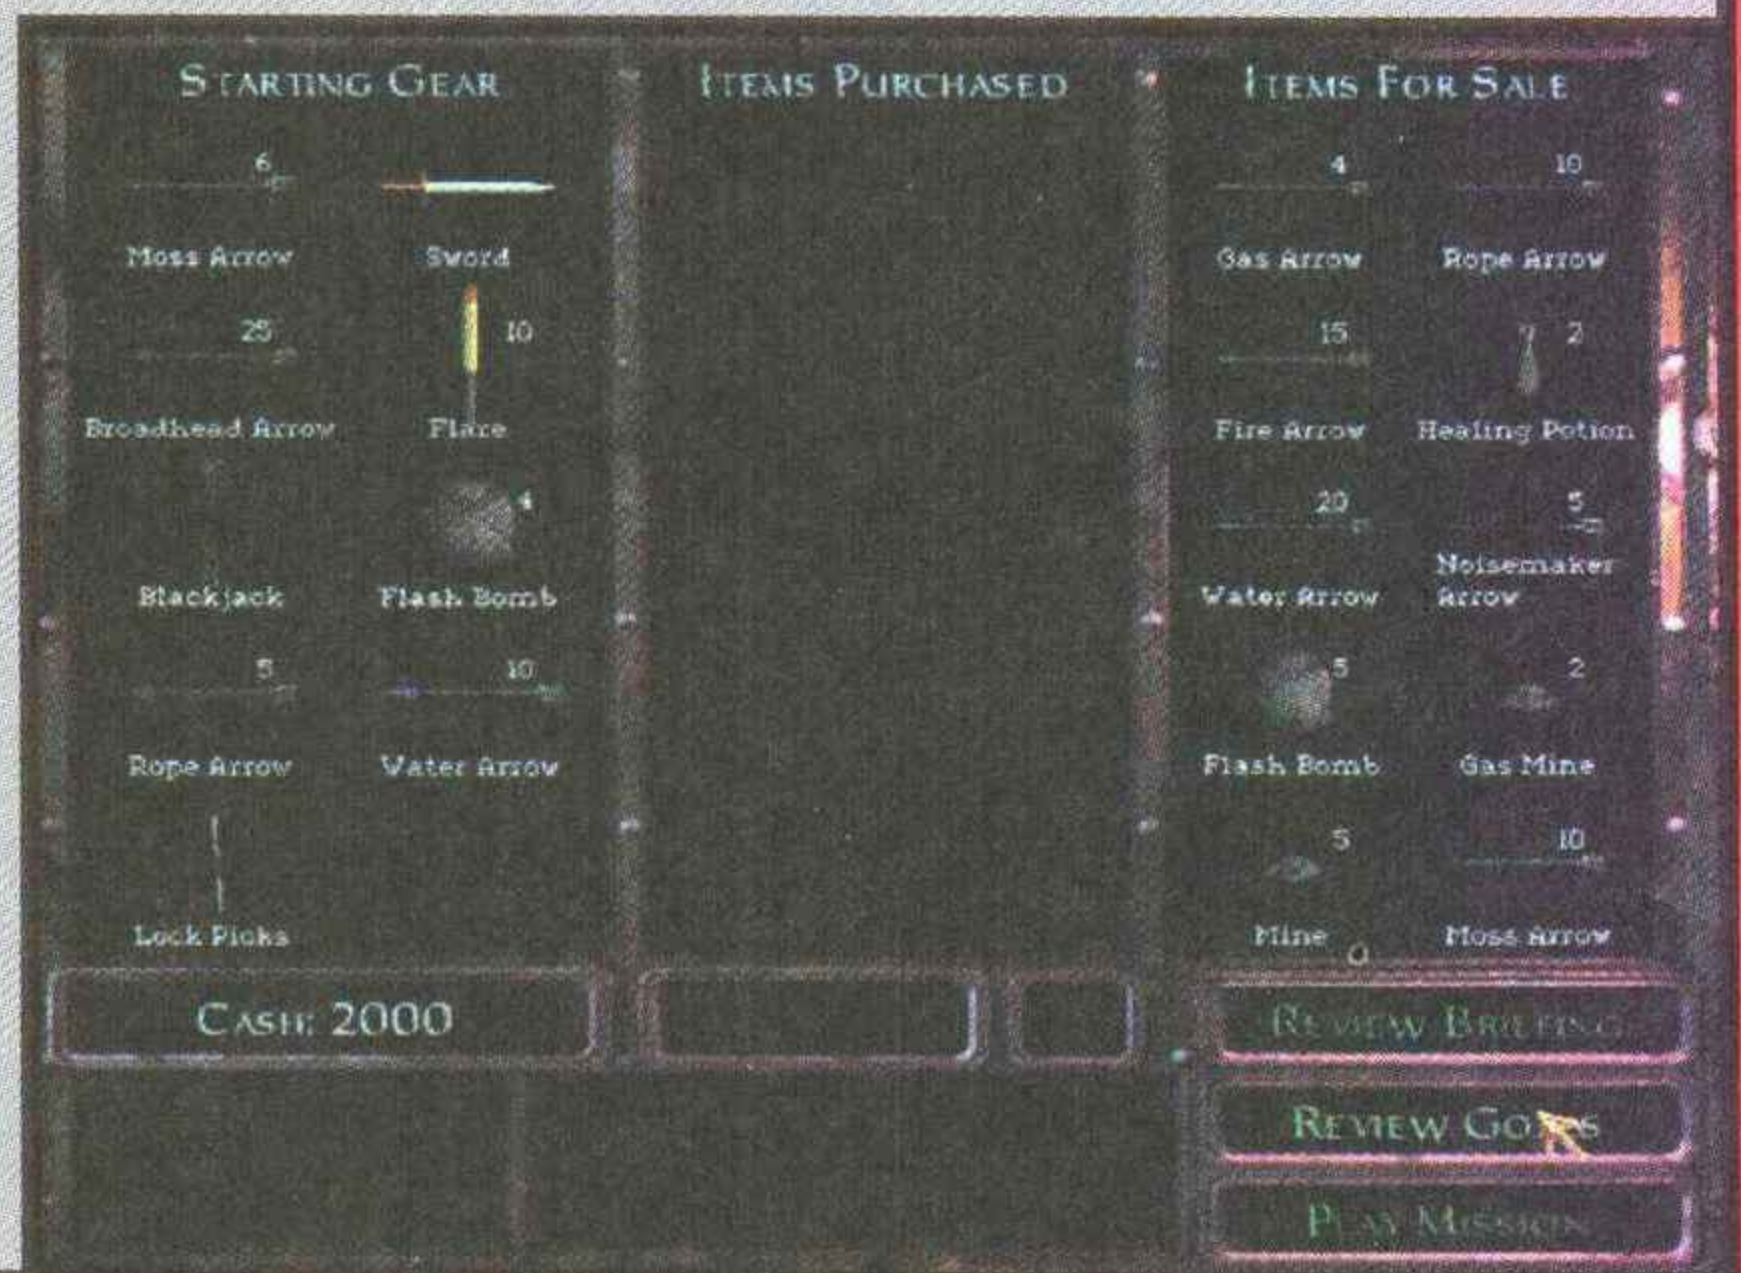 STARTING GEAR
6
Moss Arrow
Sword
25
10
Broadhead Arrow
Flare
4
Blackjack
Flash Bomb
5
10
Rope Arrow
Water Arrow
Lock Picks
CASH: 2000
ITEMS PURCHASED
ITEMS FOR SALE
4
10
Gas Arrow
Rope Arrow
15
2
Fire Arrow
Healing Potion
20
5
Water Arrow
Noisemaker
Arrow
5
2
Flash Bomb
Gas Mine
5
10
Mine
Moss Arrow
REVIEW BRIEFING
REVIEW GOALS
PLAY MISSION